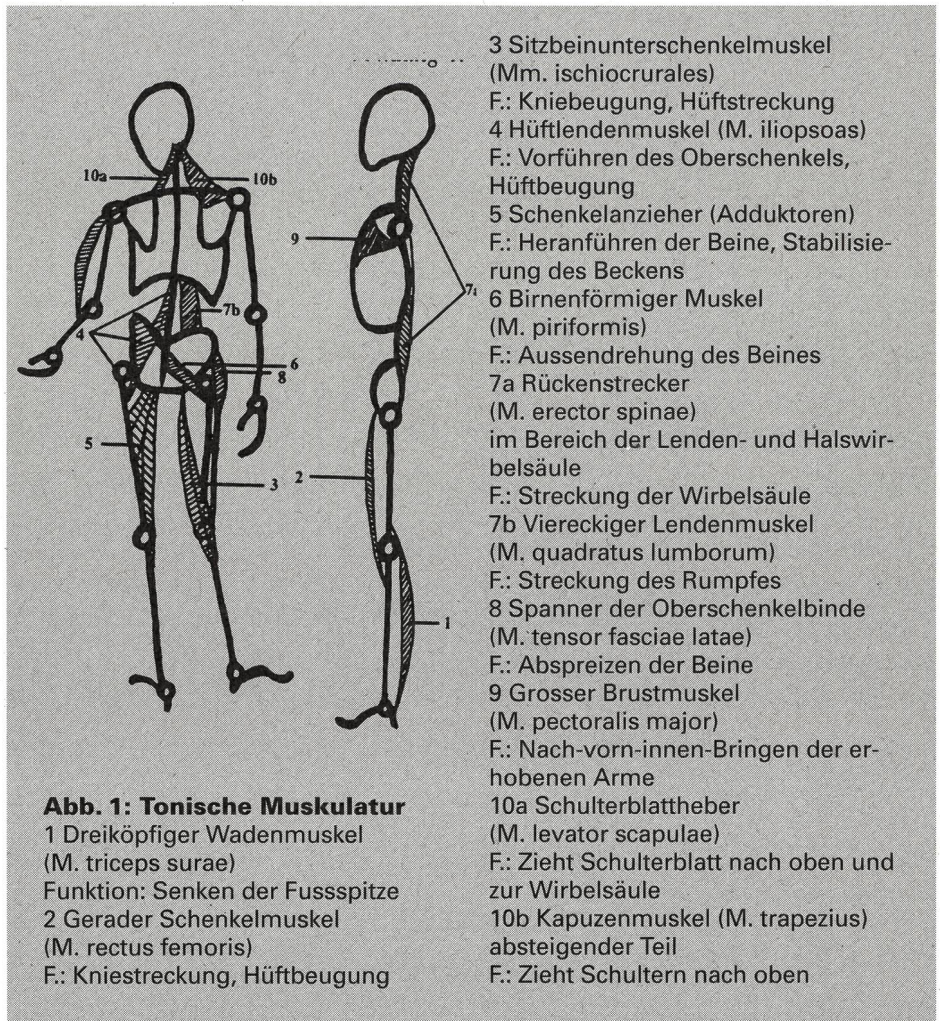 10a
10b
9
7b
4
6
8
5
3
2
1
Abb. 1: Tonische Muskulatur
1 Dreiköpfiger Wadenmuskel
(M. triceps surae)
Funktion: Senken der Fussspitze
2 Gerader Schenkelmuskel
(M. rectus femoris)
F.: Kniestreckung, Hüftbeugung
3 Sitzbeinunterschenkelmuskel
(Mm. ischiocrurales)
F.: Kniebeugung, Hüftstreckung
4 Hüftlendenmuskel (M. iliopsoas)
F.: Vorführen des Oberschenkels,
Hüftbeugung
5 Schenkelanzieher (Adduktoren)
F.: Heranführen der Beine, Stabilisie-
rung des Beckens
6 Birnenförmiger Muskel
(M. piriformis)
F.: Aussendrehung des Beines
7a Rückenstrecker
(M. erector spinae)
im Bereich der Lenden- und Halswir-
belsäule
F.: Streckung der Wirbelsäule
7b Viereckiger Lendenmuskel
(M. quadratus lumborum)
F.: Streckung des Rumpfes
8 Spanner der Oberschenkelbinde
(M. tensor fasciae latae)
F.: Abspreizen der Beine
9 Grosser Brustmuskel
(M. pectoralis major)
F.: Nach-vorn-innen-Bringen der er-
hobenen Arme
10a Schulterblattheber
(M. levator scapulae)
F.: Zieht Schulterblatt nach oben und
zur Wirbelsäule
10b Kapuzenmuskel (M. trapezius)
absteigender Teil
F.: Zieht Schultern nach oben